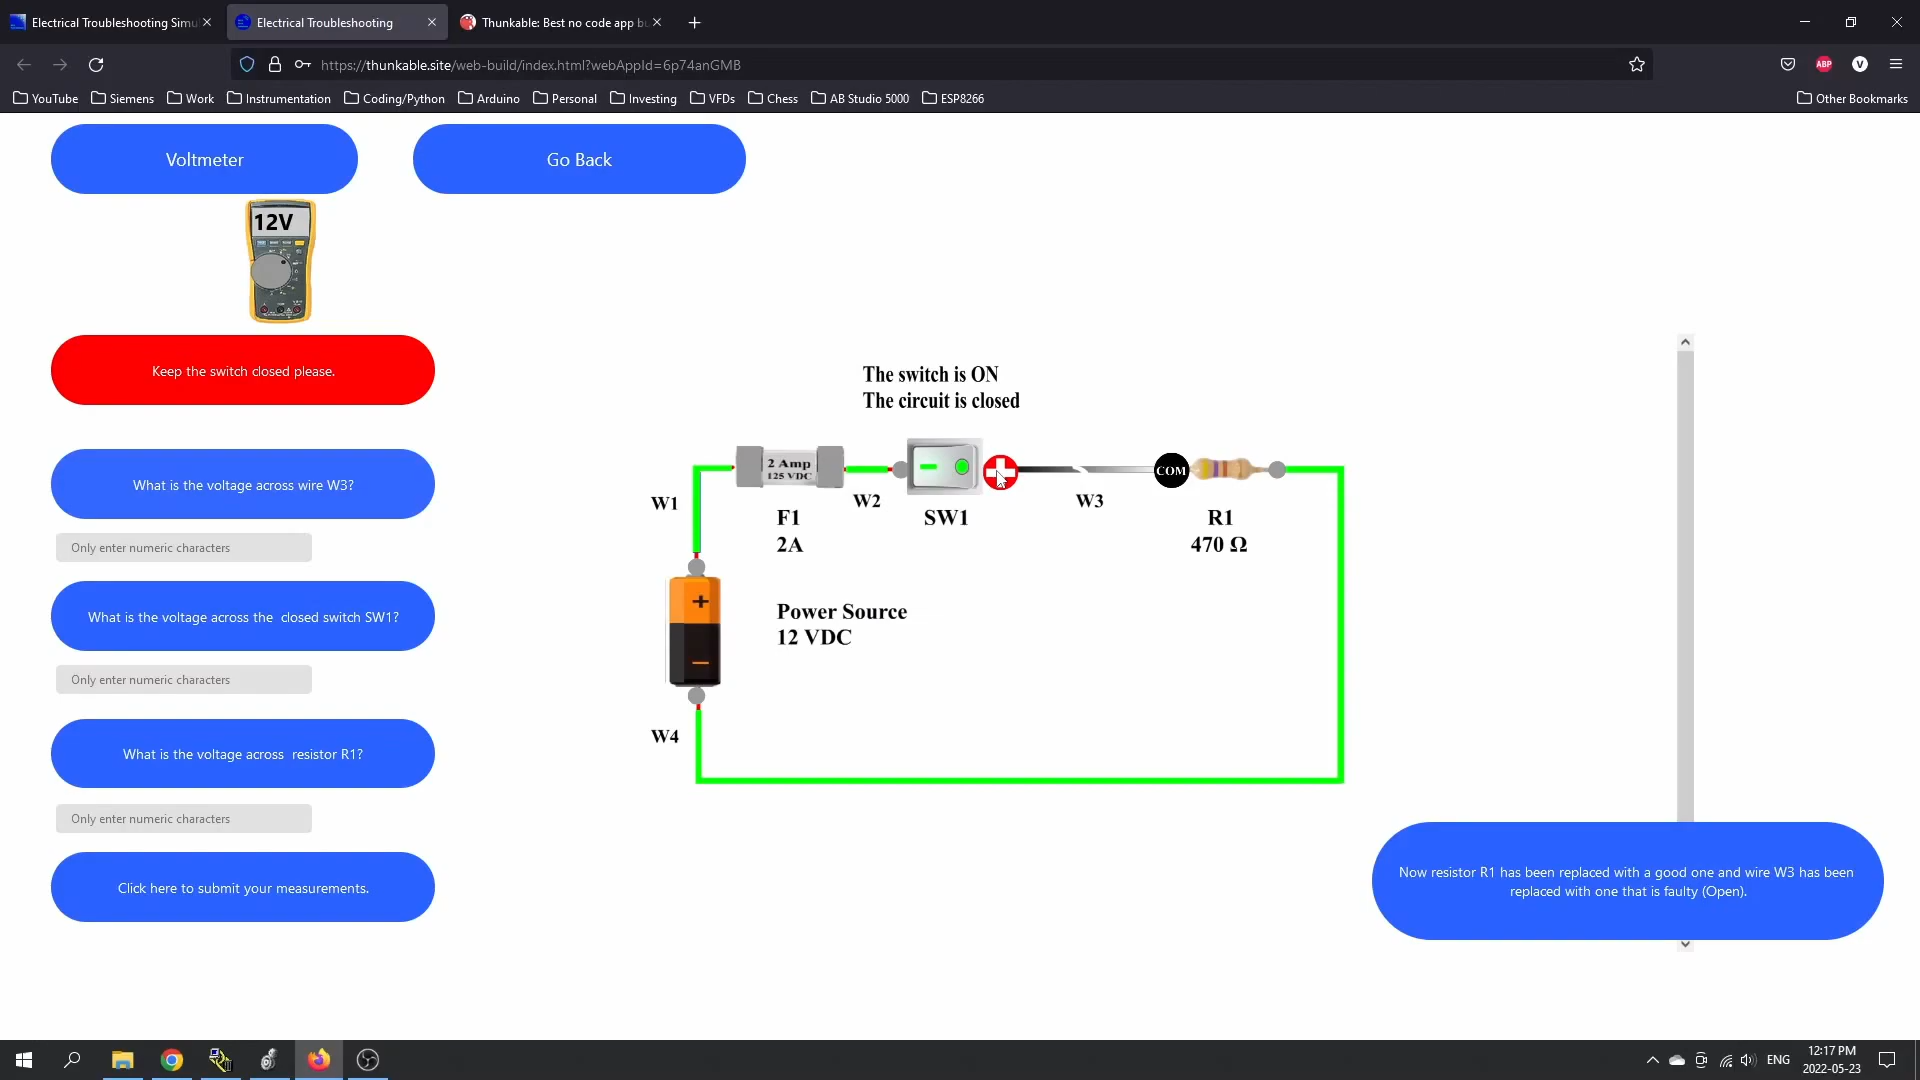 Electrical Troubleshooting Simu
Electrical Troubleshooting
Thunkable: Best no code app bu
https://thunkable.site/web-build/index.html?webAppId=6p74anGMB
ABP
V
YouTube
Siemens
Work
Instrumentation
Coding/Python
Arduino
Personal
Investing
VFDs
Chess
AB Studio 5000
ESP8266
Other Bookmarks
Voltmeter
Go Back
12V
Keep the switch closed please.
The switch is ON
The circuit is closed
What is the voltage across wire W3?
Only enter numeric characters
What is the voltage across the closed switch SW1?
Only enter numeric characters
What is the voltage across resistor R1?
Only enter numeric characters
Click here to submit your measurements.
W1
2 Amp
125 VDC
F1
2A
W2
SW1
W3
COM
R1
470 Ω
+
−
Power Source
12 VDC
W4
Now resistor R1 has been replaced with a good one and wire W3 has been
replaced with one that is faulty (Open).
ENG
12:17 PM
2022-05-23